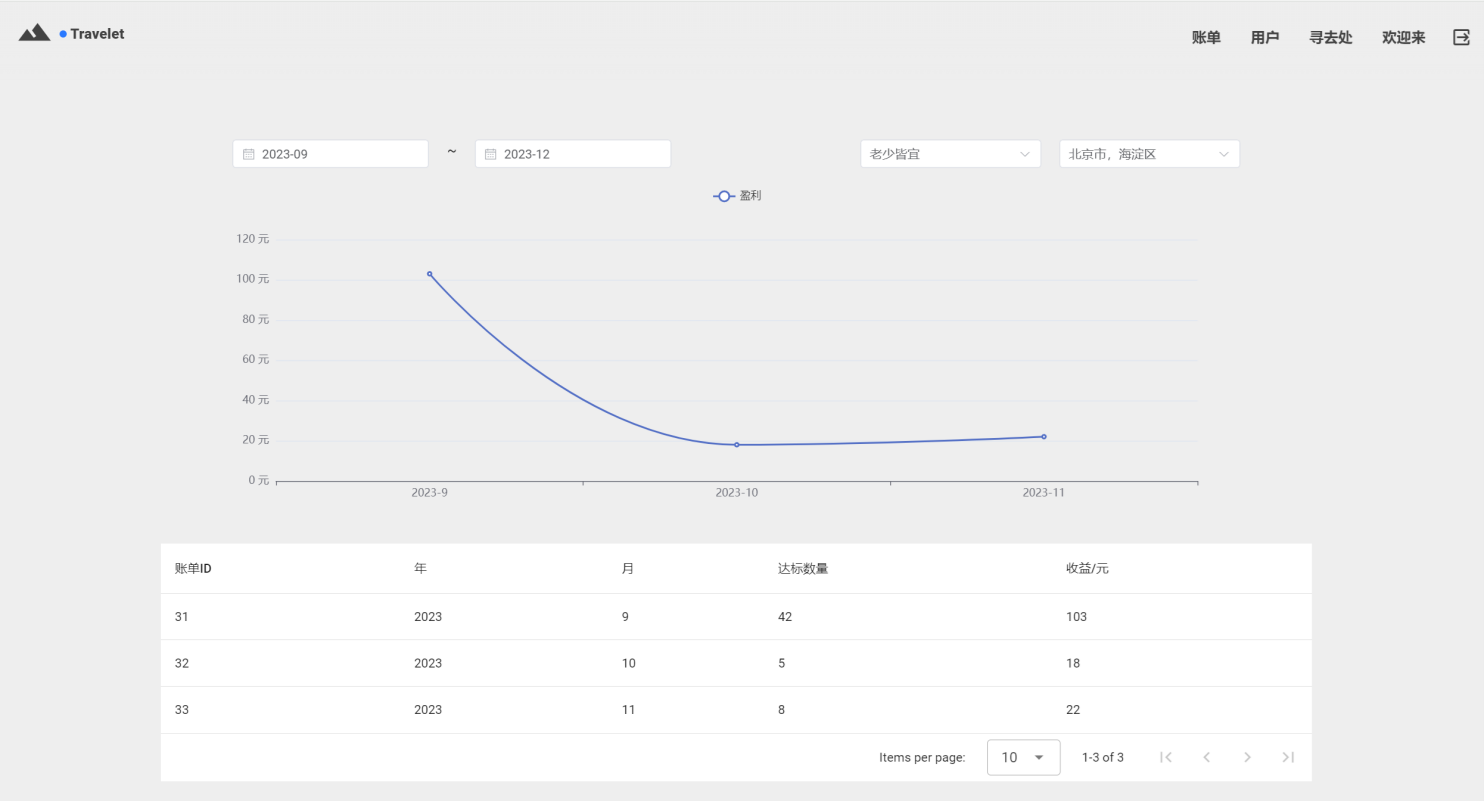 Travelet
账单 用户 寻去处 欢迎来
2023-09 ~ 2023-12 老少皆宜 北京市，海淀区
盈利
120 元
100 元
80 元
60 元
40 元
20 元
0 元
2023-9 2023-10 2023-11
账单ID 年 月 达标数量 收益/元
31 2023 9 42 103
32 2023 10 5 18
33 2023 11 8 22
Items per page: 10 1-3 of 3